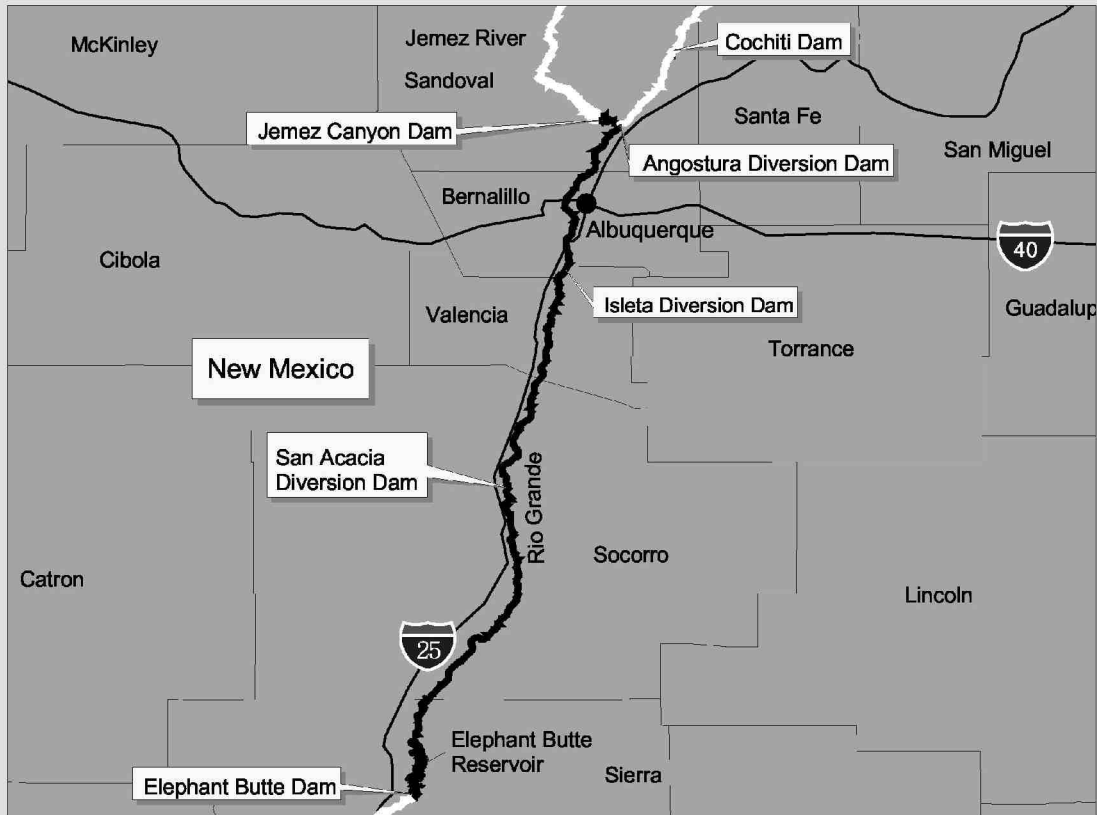 McKinley
Jemez River
Cochiti Dam
Sandoval
Jemez Canyon Dam
Santa Fe
San Miguel
Angostura Diversion Dam
Bernalillo
Albuquerque
40
Cibola
Isleta Diversion Dam
Guadalup
Valencia
Torrance
New Mexico
San Acacia
Diversion Dam
Rio Grande
Socorro
Catron
Lincoln
25
Elephant Butte
Reservoir
Sierra
Elephant Butte Dam